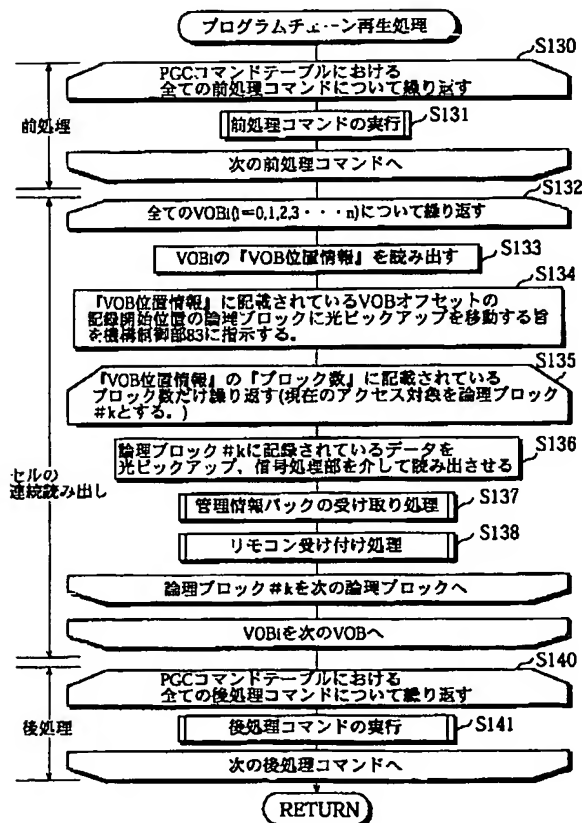 プログラムチェーン再生処理
S130
PGCコマンドテーブルにおける
全ての前処理コマンドについて繰り返す
前処理
S131
前処理コマンドの実行
次の前処理コマンドへ
S132
全てのVOBi(i=0,1,2,3・・・n)について繰り返す
S133
VOBiの『VOB位置情報』を読み出す
S134
『VOB位置情報』に記載されているVOBオフセットの
記録開始位置の論理ブロックに光ピックアップを移動する旨
を機構制御部83に指示する。
S135
『VOB位置情報』の『ブロック数』に記載されている
ブロック数だけ繰り返す(現在のアクセス対象を論理ブロック
#kとする。)
セルの
連続読み出し
S136
論理ブロック#kに記録されているデータを
光ピックアップ、信号処理部を介して読み出させる
S137
管理情報パックの受け取り処理
S138
リモコン受け付け処理
論理ブロック#kを次の論理ブロックへ
VOBiを次のVOBへ
S140
PGCコマンドテーブルにおける
全ての後処理コマンドについて繰り返す
後処理
S141
後処理コマンドの実行
次の後処理コマンドへ
RETURN